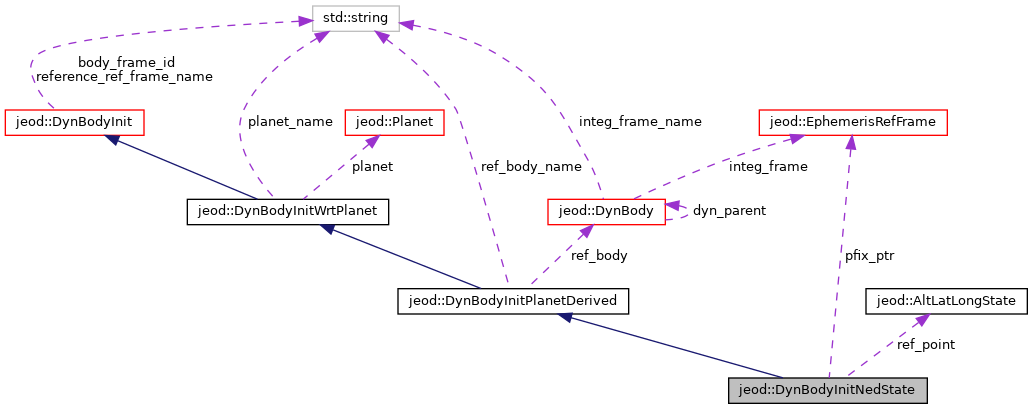 std::string
body_frame_id
reference_ref_frame_name
jeod::DynBodyInit
planet_name
jeod::Planet
integ_frame_name
jeod::EphemerisRefFrame
planet
ref_body_name
integ_frame
jeod::DynBodyInitWrtPlanet
jeod::DynBody
dyn_parent
ref_body
pfix_ptr
jeod::DynBodyInitPlanetDerived
jeod::AltLatLongState
ref_point
jeod::DynBodyInitNedState